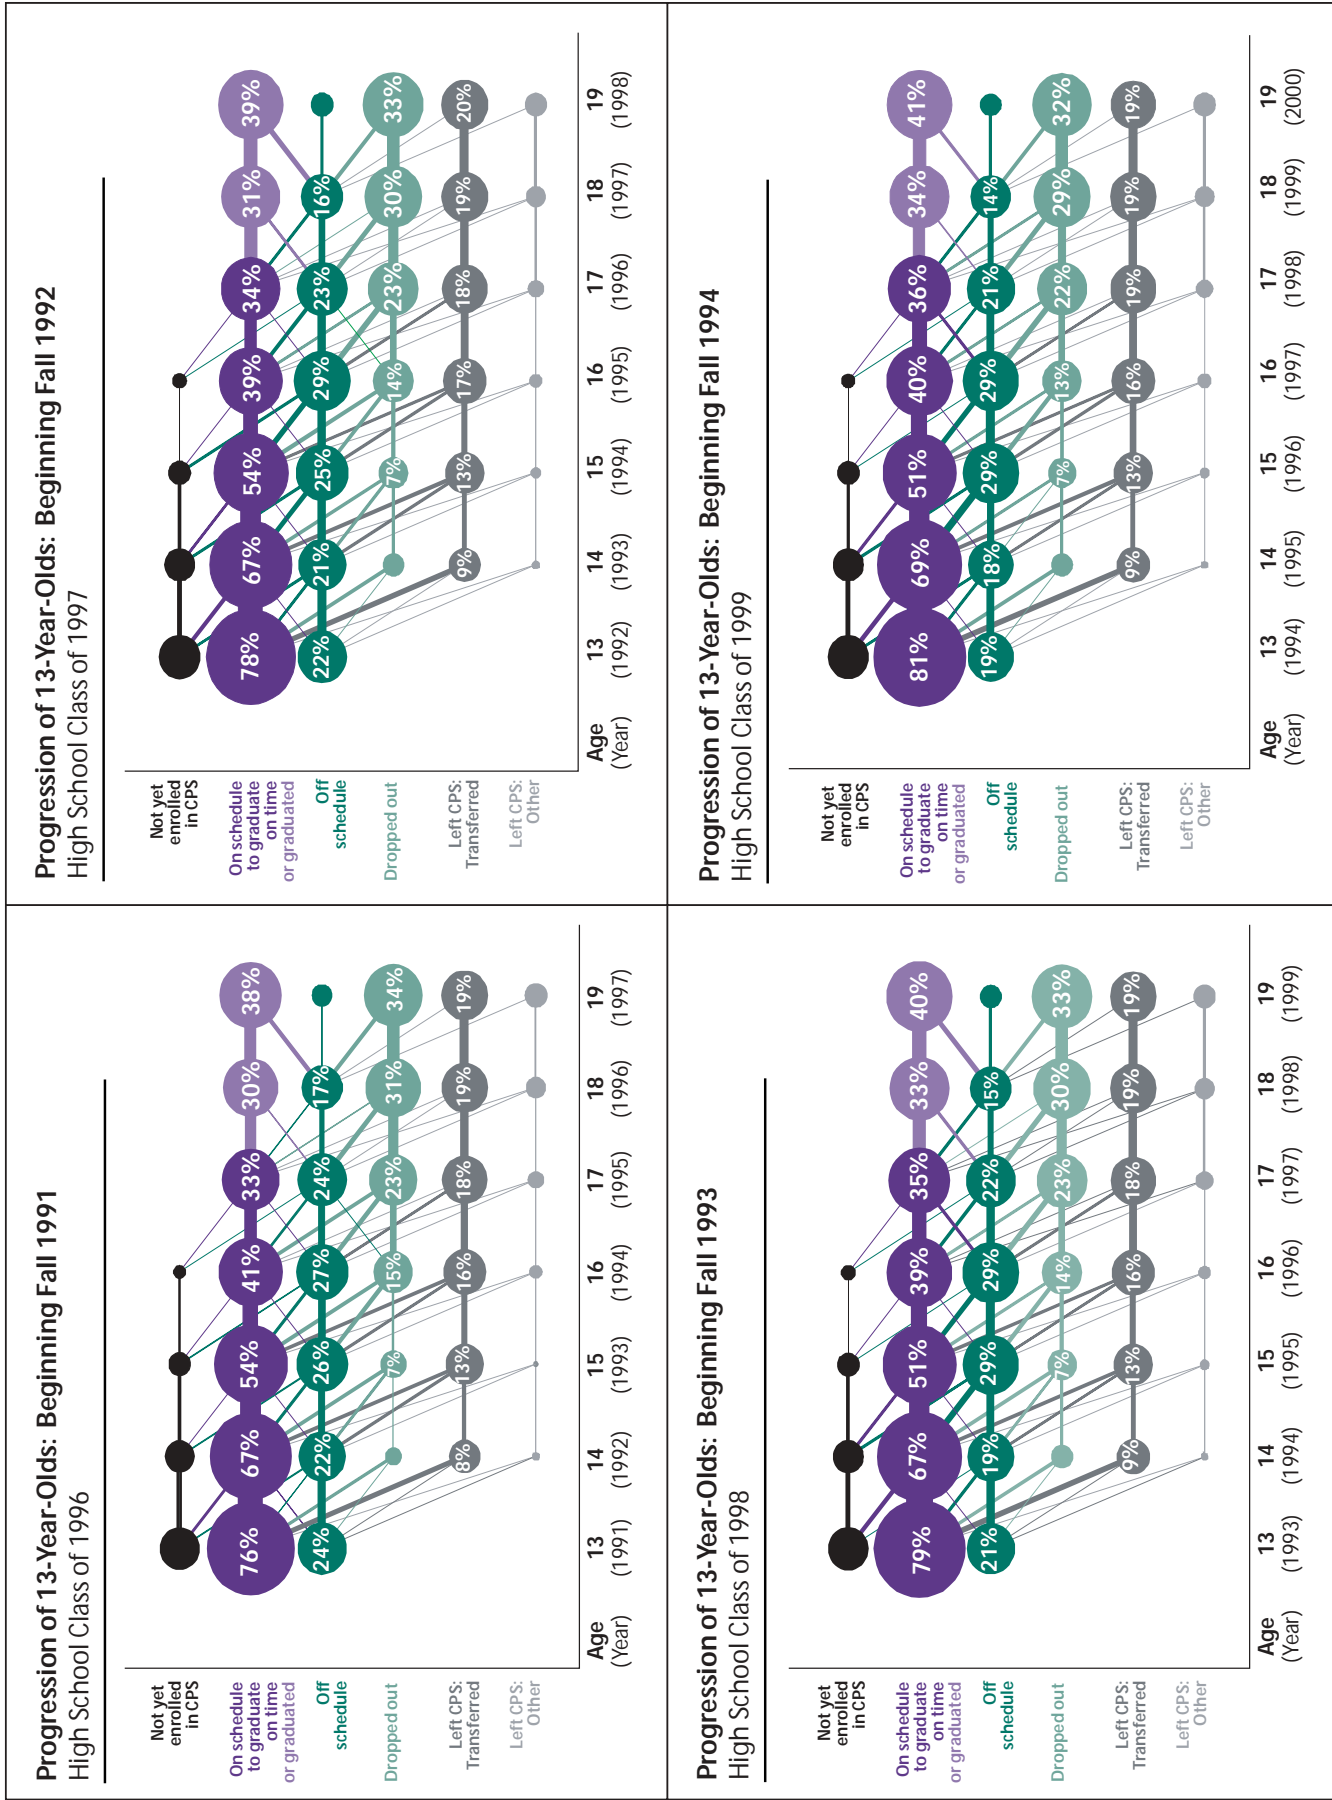 Progression of 13-Year-Olds: Beginning Fall 1991
High School Class of 1996
Not yet
enrolled
in CPS
On schedule
to graduate
on time
or graduated
76% 67% 54% 41% 33% 30% 38%
Off
schedule
24% 22% 26% 27% 24% 17%
Dropped out
7% 15% 23% 31% 34%
Left CPS:
Transferred
8% 13% 16% 18% 19% 19%
Left CPS:
Other
Age 13 14 15 16 17 18 19
(Year) (1991) (1992) (1993) (1994) (1995) (1996) (1997)
Progression of 13-Year-Olds: Beginning Fall 1992
High School Class of 1997
Not yet
enrolled
in CPS
On schedule
to graduate
on time
or graduated
78% 67% 54% 39% 34% 31% 39%
Off
schedule
22% 21% 25% 29% 23% 16%
Dropped out
7% 14% 23% 30% 33%
Left CPS:
Transferred
9% 13% 17% 18% 19% 20%
Left CPS:
Other
Age 13 14 15 16 17 18 19
(Year) (1992) (1993) (1994) (1995) (1996) (1997) (1998)
Progression of 13-Year-Olds: Beginning Fall 1993
High School Class of 1998
Not yet
enrolled
in CPS
On schedule
to graduate
on time
or graduated
79% 67% 51% 39% 35% 33% 40%
Off
schedule
21% 19% 29% 29% 22% 15%
Dropped out
7% 14% 23% 30% 33%
Left CPS:
Transferred
9% 13% 16% 18% 19% 19%
Left CPS:
Other
Age 13 14 15 16 17 18 19
(Year) (1993) (1994) (1995) (1996) (1997) (1998) (1999)
Progression of 13-Year-Olds: Beginning Fall 1994
High School Class of 1999
Not yet
enrolled
in CPS
On schedule
to graduate
on time
or graduated
81% 69% 51% 40% 36% 34% 41%
Off
schedule
19% 18% 29% 29% 21% 14%
Dropped out
7% 13% 22% 29% 32%
Left CPS:
Transferred
9% 13% 16% 19% 19% 19%
Left CPS:
Other
Age 13 14 15 16 17 18 19
(Year) (1994) (1995) (1996) (1997) (1998) (1999) (2000)